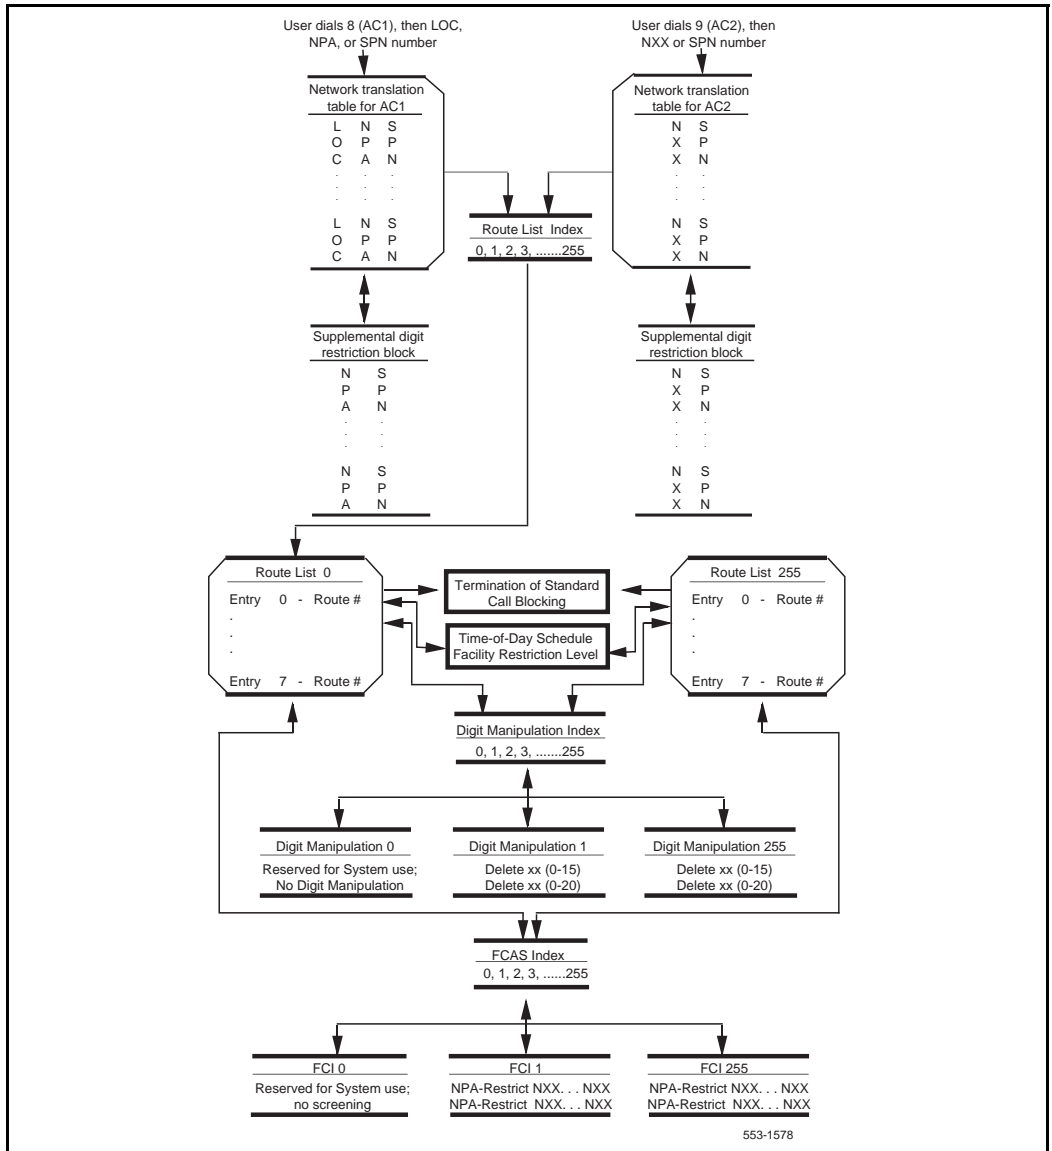 User dials 8 (AC1), then LOC,
NPA, or SPN number
User dials 9 (AC2), then
NXX or SPN number
Network translation
table for AC1
L N S
O P P
C A N
. . .
. . .
. . .
L N S
O P P
C A N
Network translation
table for AC2
N S
X P
X N
. .
. .
. .
N S
X P
X N
Route List Index
0, 1, 2, 3, .......255
Supplemental digit
restriction block
N S
P P
A N
. .
. .
. .
N S
P P
A N
Supplemental digit
restriction block
N S
X P
X N
. .
. .
. .
N S
X P
X N
Route List 0
Entry 0 - Route #
.
.
.
Entry 7 - Route #
Termination of Standard
Call Blocking
Time-of-Day Schedule
Facility Restriction Level
Route List 255
Entry 0 - Route #
.
.
.
Entry 7 - Route #
Digit Manipulation Index
0, 1, 2, 3, .......255
Digit Manipulation 0
Reserved for System use;
No Digit Manipulation
Digit Manipulation 1
Delete xx (0-15)
Delete xx (0-20)
Digit Manipulation 255
Delete xx (0-15)
Delete xx (0-20)
FCAS Index
0, 1, 2, 3, ......255
FCI 0
Reserved for System use;
no screening
FCI 1
NPA-Restrict NXX. . . NXX
NPA-Restrict NXX. . . NXX
FCI 255
NPA-Restrict NXX. . . NXX
NPA-Restrict NXX. . . NXX
553-1578